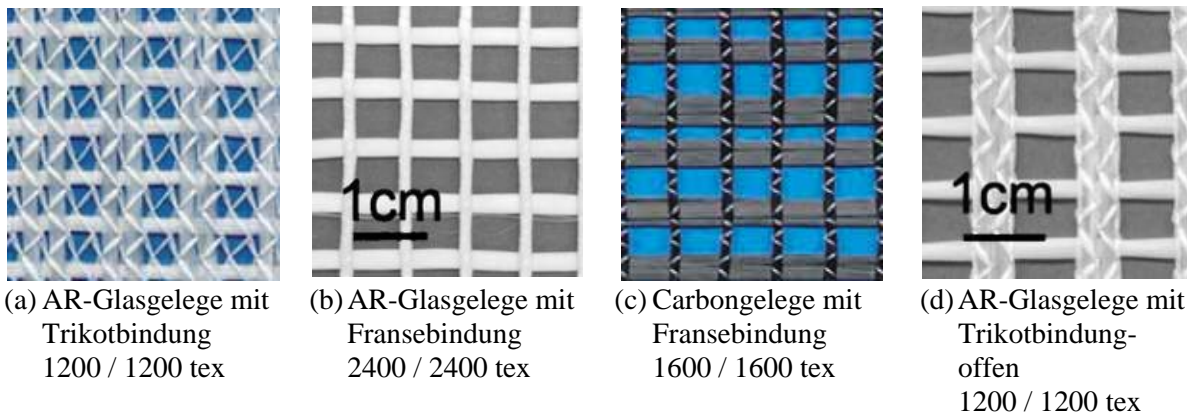 1cm
1cm
(a) AR-Glasgelege mit
Trikotbindung
1200 / 1200 tex
(b) AR-Glasgelege mit
Fransebindung
2400 / 2400 tex
(c) Carbongelege mit
Fransebindung
1600 / 1600 tex
(d) AR-Glasgelege mit
Trikotbindung-
offen
1200 / 1200 tex